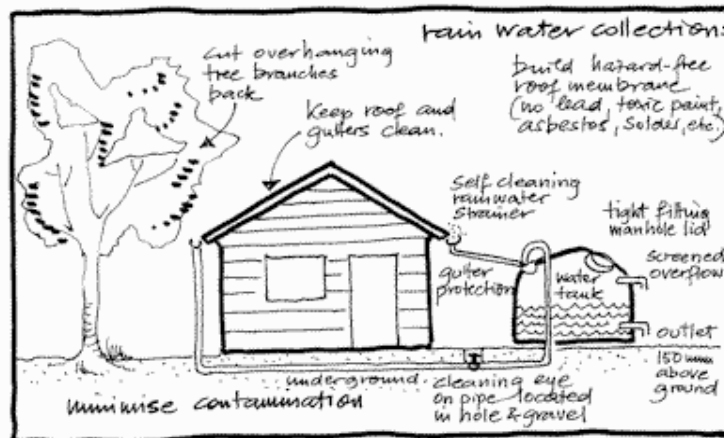 rain water collection:
cut overhanging
tree branches
back
Keep roof and
gutters clean.
build hazard-free
roof membrane
(no lead, toxic paint,
asbestos, solder, etc)
Self cleaning
rainwater
strainer
tight fitting
manhole lid
screened
overflow
gutter
protection
water
tank
outlet
150 mm
above
ground
underground
cleaning eye
on pipe located
in hole & gravel
minimise contamination